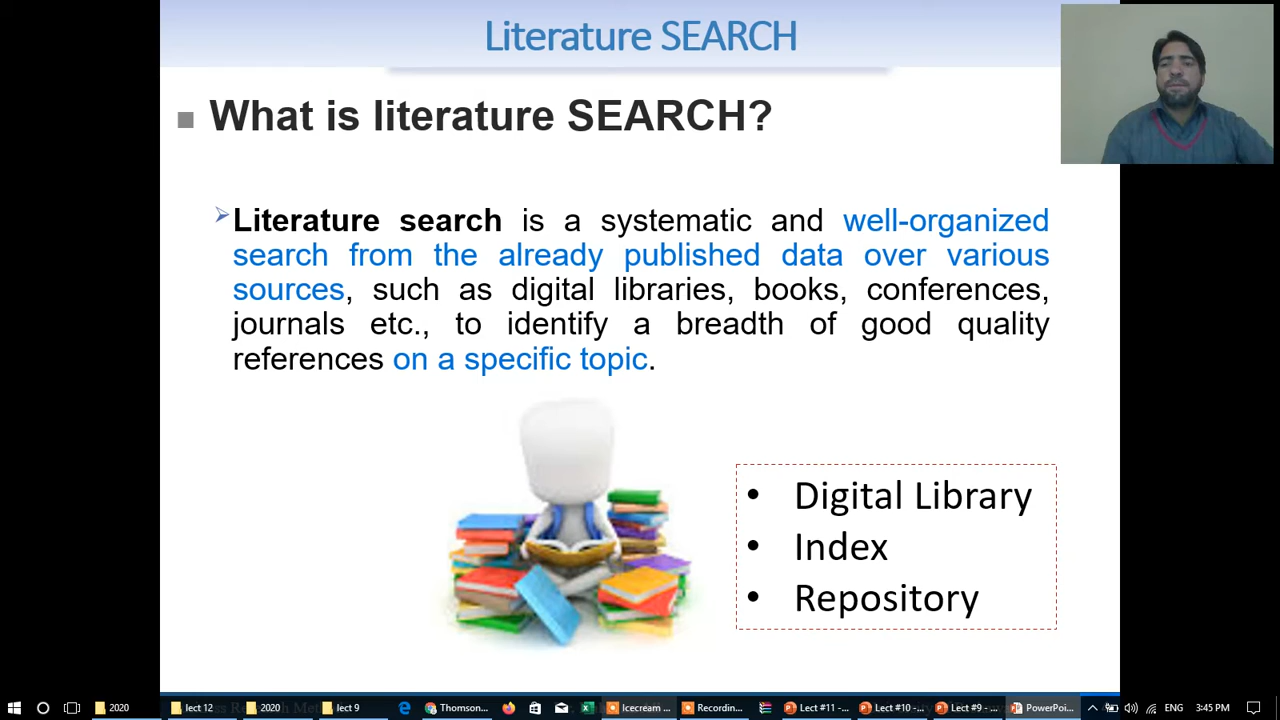 Literature SEARCH
What is literature SEARCH?
Literature search is a systematic and well-organized
search from the already published data over various
sources, such as digital libraries, books, conferences,
journals etc., to identify a breadth of good quality
references on a specific topic.
• Digital Library
• Index
• Repository
2020
lect 12
2020
lect 9
Thomson...
Icecream ...
Recordin...
Lect #11 -...
Lect #10 -...
Lect #9 - ...
PowerPoi...
ENG
3:45 PM